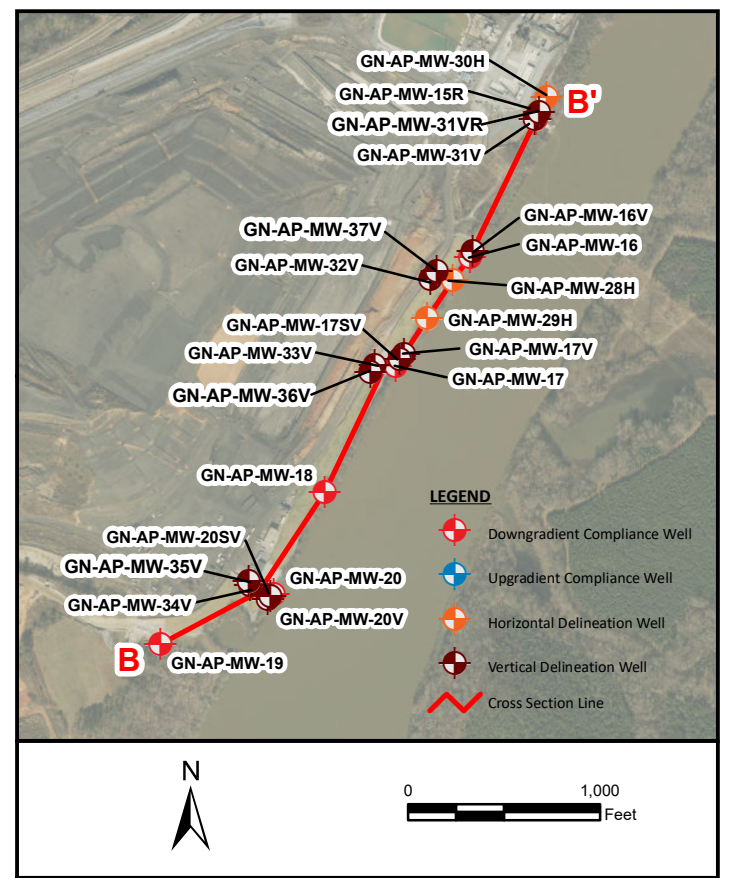 GN-AP-MW-30H
GN-AP-MW-15R
B'
GN-AP-MW-31VR
GN-AP-MW-31V
GN-AP-MW-16V
GN-AP-MW-37V
GN-AP-MW-16
GN-AP-MW-32V
GN-AP-MW-28H
GN-AP-MW-29H
GN-AP-MW-17SV
GN-AP-MW-33V
GN-AP-MW-17V
GN-AP-MW-17
GN-AP-MW-36V
GN-AP-MW-18
GN-AP-MW-20SV
GN-AP-MW-35V
GN-AP-MW-20
GN-AP-MW-34V
GN-AP-MW-20V
B
GN-AP-MW-19
LEGEND
Downgradient Compliance Well
Upgradient Compliance Well
Horizontal Delineation Well
Vertical Delineation Well
Cross Section Line
N
0 1,000
Feet